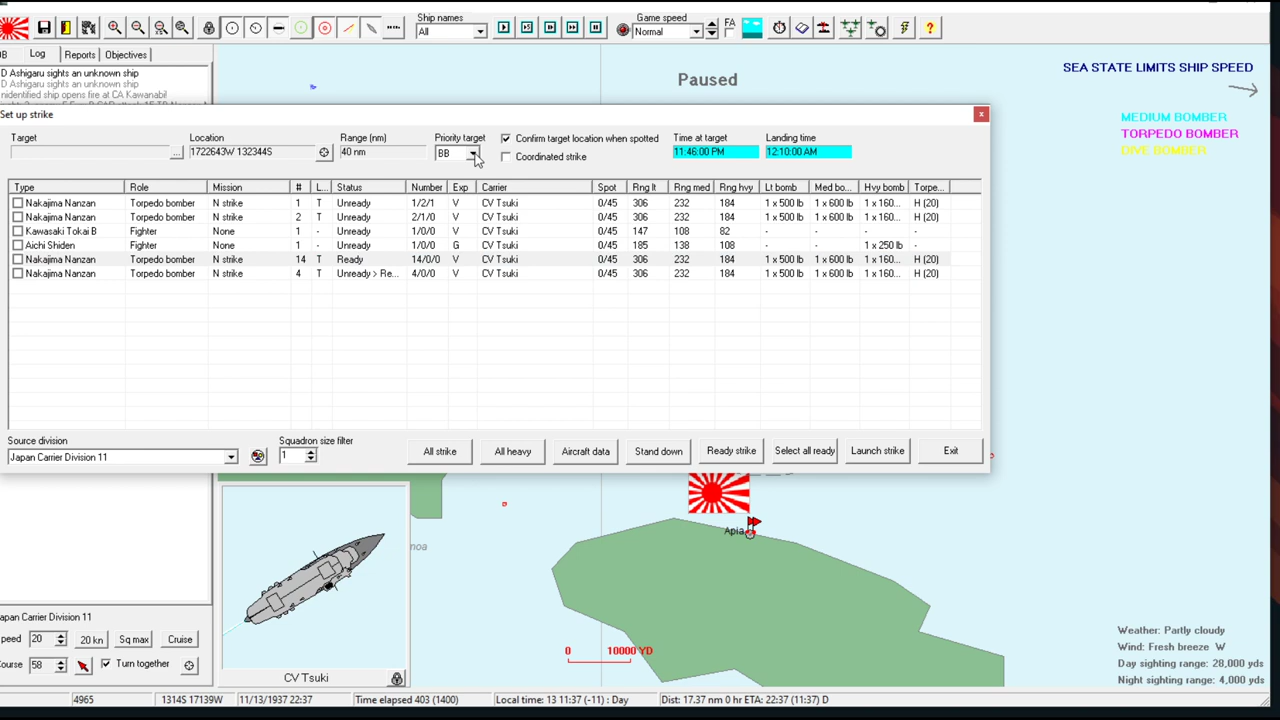 Ship names
Game speed
All
Normal
FA
DB
Log
Reports
Objectives
D Ashigaru sights an unknown ship
D Ashigaru sights an unknown ship
nidentified ship opens fire at CA Kawanabil
Paused
SEA STATE LIMITS SHIP SPEED
MEDIUM BOMBER
TORPEDO BOMBER
DIVE BOMBER
Set up strike
Target
Location
Range (nm)
Priority target
Confirm target location when spotted
Time at target
Landing time
1722643W 132344S
40 nm
BB
Coordinated strike
11:46:00 PM
12:10:00 AM
Type Role Mission # L... Status Number Exp Carrier Spot Rng lt Rng med Rng hvy Lt bomb Med bo... Hvy bomb Torpe...
Nakajima Nanzan Torpedo bomber N strike 1 T Unready 1/2/1 V CV Tsuki 0/45 306 232 184 1 x 500 lb 1 x 600 lb 1 x 160... H (20)
Nakajima Nanzan Torpedo bomber N strike 2 T Unready 2/1/0 V CV Tsuki 0/45 306 232 184 1 x 500 lb 1 x 600 lb 1 x 160... H (20)
Kawasaki Tokai B Fighter None 1 - Unready 1/0/0 V CV Tsuki 0/45 147 108 82 - - - -
Aichi Shiden Fighter None 1 - Unready 1/0/0 G CV Tsuki 0/45 185 138 108 - - 1 x 250 lb -
Nakajima Nanzan Torpedo bomber N strike 14 T Ready 14/0/0 V CV Tsuki 0/45 306 232 184 1 x 500 lb 1 x 600 lb 1 x 160... H (20)
Nakajima Nanzan Torpedo bomber N strike 4 T Unready > Re... 4/0/0 V CV Tsuki 0/45 306 232 184 1 x 500 lb 1 x 600 lb 1 x 160... H (20)
Source division
Squadron size filter
Japan Carrier Division 11
1
All strike
All heavy
Aircraft data
Stand down
Ready strike
Select all ready
Launch strike
Exit
Apia
moa
CV Tsuki
0 10000 YD
apan Carrier Division 11
peed 20 20 kn Sq max Cruise
Course 58 Turn together
Weather: Partly cloudy
Wind: Fresh breeze W
Day sighting range: 28,000 yds
Night sighting range: 4,000 yds
4965 1314S 17139W 11/13/1937 22:37 Time elapsed 403 (1400) Local time: 13 11:37 (-11) : Day Dist: 17.37 nm 0 hr ETA: 22:37 (11:37) D